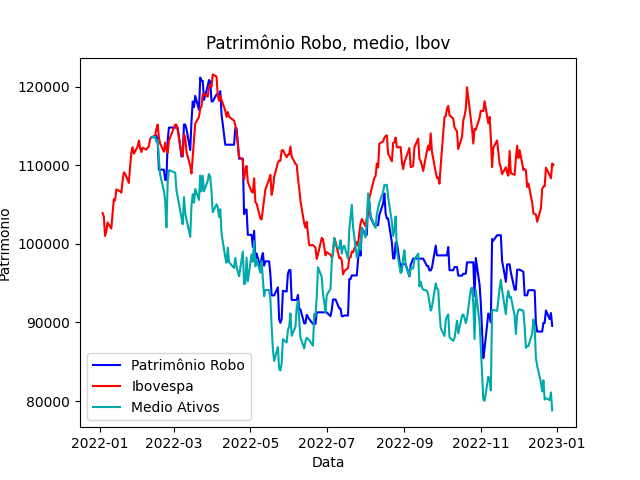 Patrimônio Robo, medio, Ibov
120000
110000
100000
90000
80000
Patrimonio
Patrimônio Robo
Ibovespa
Medio Ativos
2022-01 2022-03 2022-05 2022-07 2022-09 2022-11 2023-01
Data